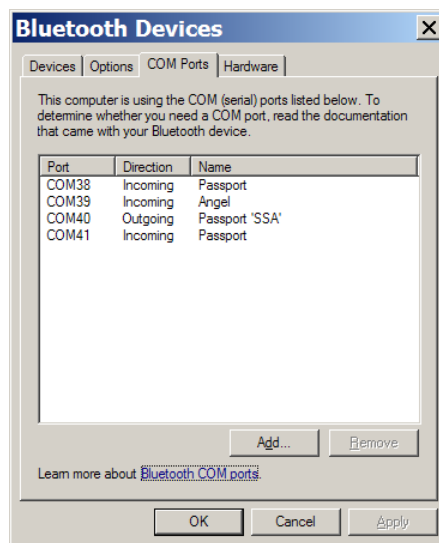 Bluetooth Devices
Devices Options COM Ports Hardware
This computer is using the COM (serial) ports listed below. To
determine whether you need a COM port, read the documentation
that came with your Bluetooth device.
Port Direction Name
COM38 Incoming Passport
COM39 Incoming Angel
COM40 Outgoing Passport 'SSA'
COM41 Incoming Passport
Add... Remove
Learn more about Bluetooth COM ports.
OK Cancel Apply